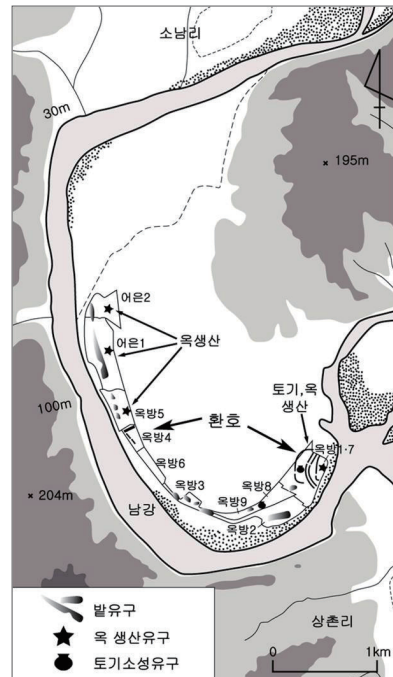 소남리
30m
195m
어은2
옥생산
어은1
토기,옥
생산
100m
옥방5
환호
옥방4
옥방1·7
옥방6
옥방3
옥방8
204m
옥방9
남강
옥방2
밭유구
옥 생산유구
토기소성유구
상촌리
0
1km